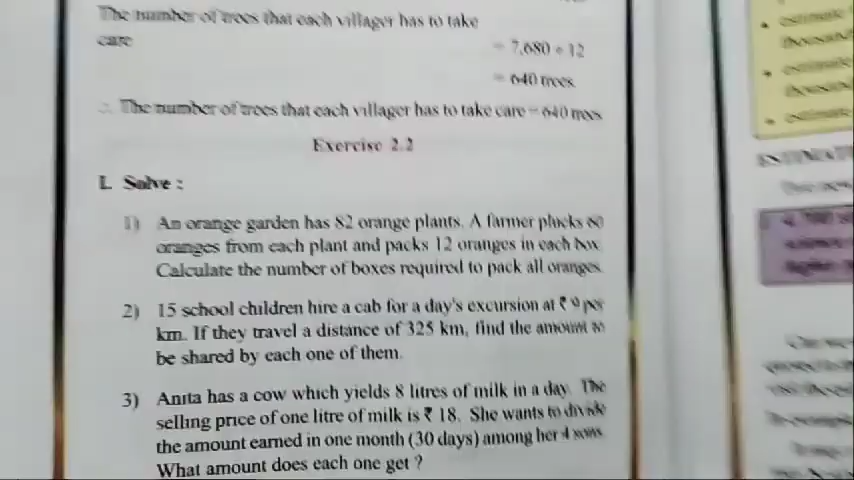 The number of trees that each villager has to take
care
= 7,680 ÷ 12
= 640 trees.
∴ The number of trees that each villager has to take care = 640 trees
Exercise 2.2
I. Solve :
1) An orange garden has 82 orange plants. A farmer plucks 60
oranges from each plant and packs 12 oranges in each box.
Calculate the number of boxes required to pack all oranges.
2) 15 school children hire a cab for a day's excursion at ₹ 9 per
km. If they travel a distance of 325 km, find the amount to
be shared by each one of them.
3) Anita has a cow which yields 8 litres of milk in a day. The
selling price of one litre of milk is ₹ 18. She wants to divide
the amount earned in one month (30 days) among her 4 sons.
What amount does each one get ?
• estimate
thousand
• estimate
thousand
• estimate